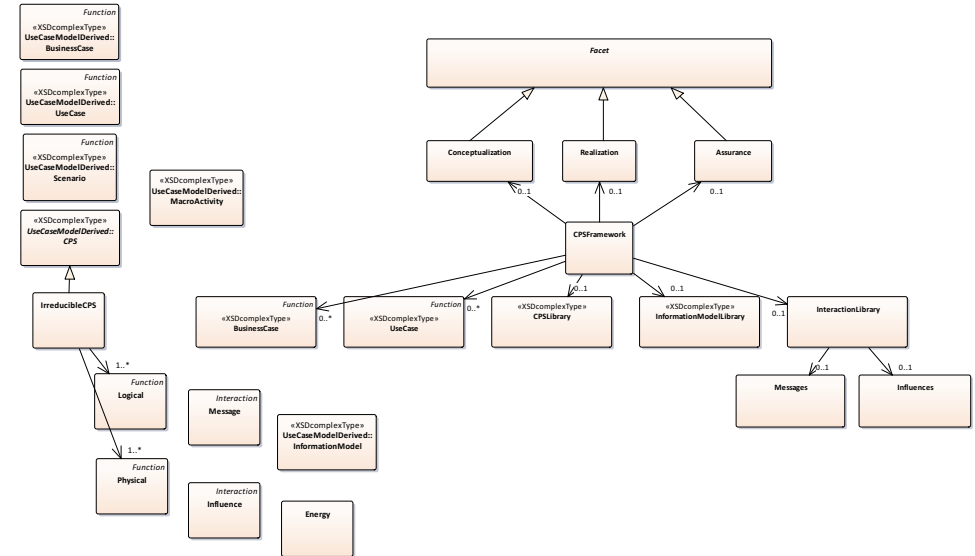 Function
«XSDcomplexType»
UseCaseModelDerived::
BusinessCase
Function
«XSDcomplexType»
UseCaseModelDerived::
UseCase
Function
«XSDcomplexType»
UseCaseModelDerived::
Scenario
«XSDcomplexType»
UseCaseModelDerived::
CPS
«XSDcomplexType»
UseCaseModelDerived::
MacroActivity
IrreducibleCPS
1..*
Function
Logical
1..*
Function
Physical
Interaction
Message
«XSDcomplexType»
UseCaseModelDerived::
InformationModel
Interaction
Influence
Energy
Facet
Conceptualization
Realization
Assurance
0..1
0..1
0..1
CPSFramework
0..*
0..*
0..1
0..1
0..1
Function
«XSDcomplexType»
BusinessCase
Function
«XSDcomplexType»
UseCase
«XSDcomplexType»
CPSLibrary
«XSDcomplexType»
InformationModelLibrary
InteractionLibrary
0..1
0..1
Messages
Influences